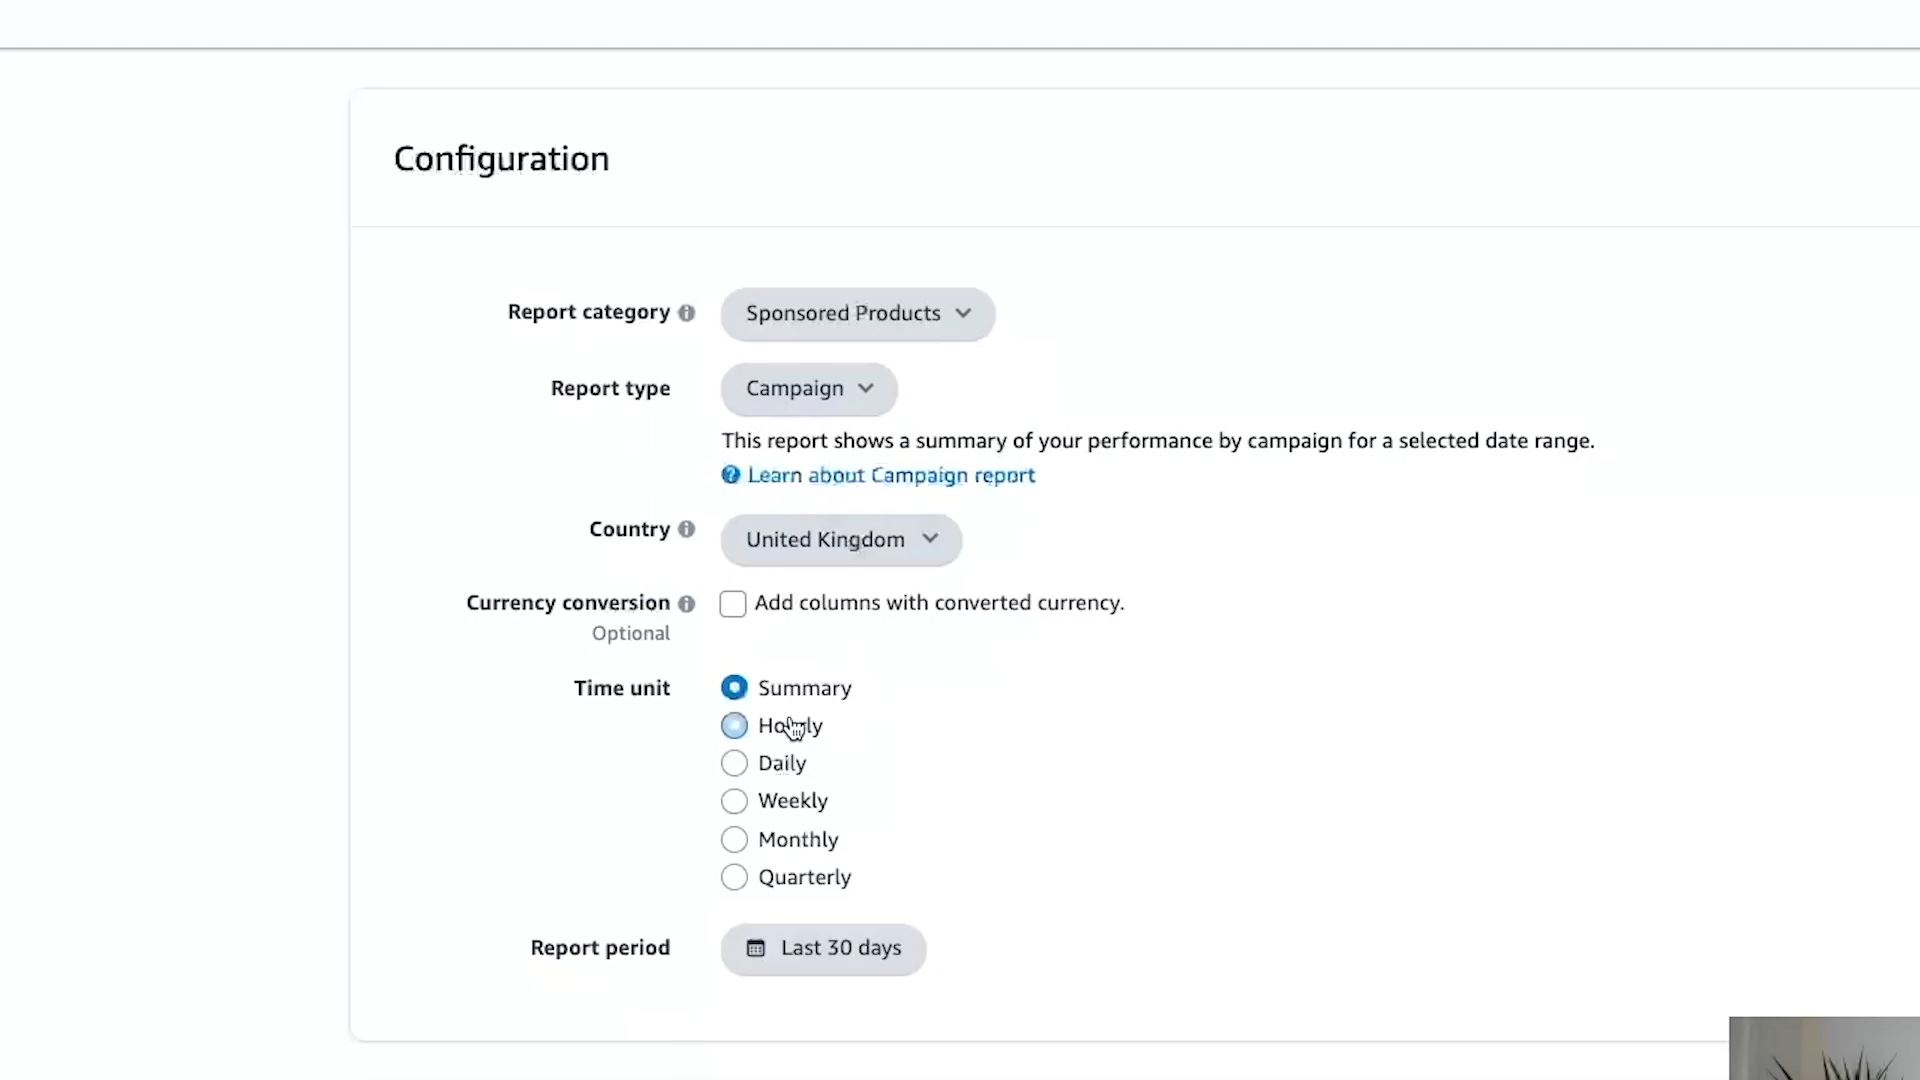 Configuration
Report category
Sponsored Products
Report type
Campaign
This report shows a summary of your performance by campaign for a selected date range.
Learn about Campaign report
Country
United Kingdom
Currency conversion
Add columns with converted currency.
Optional
Time unit
Summary
Hourly
Daily
Weekly
Monthly
Quarterly
Report period
Last 30 days